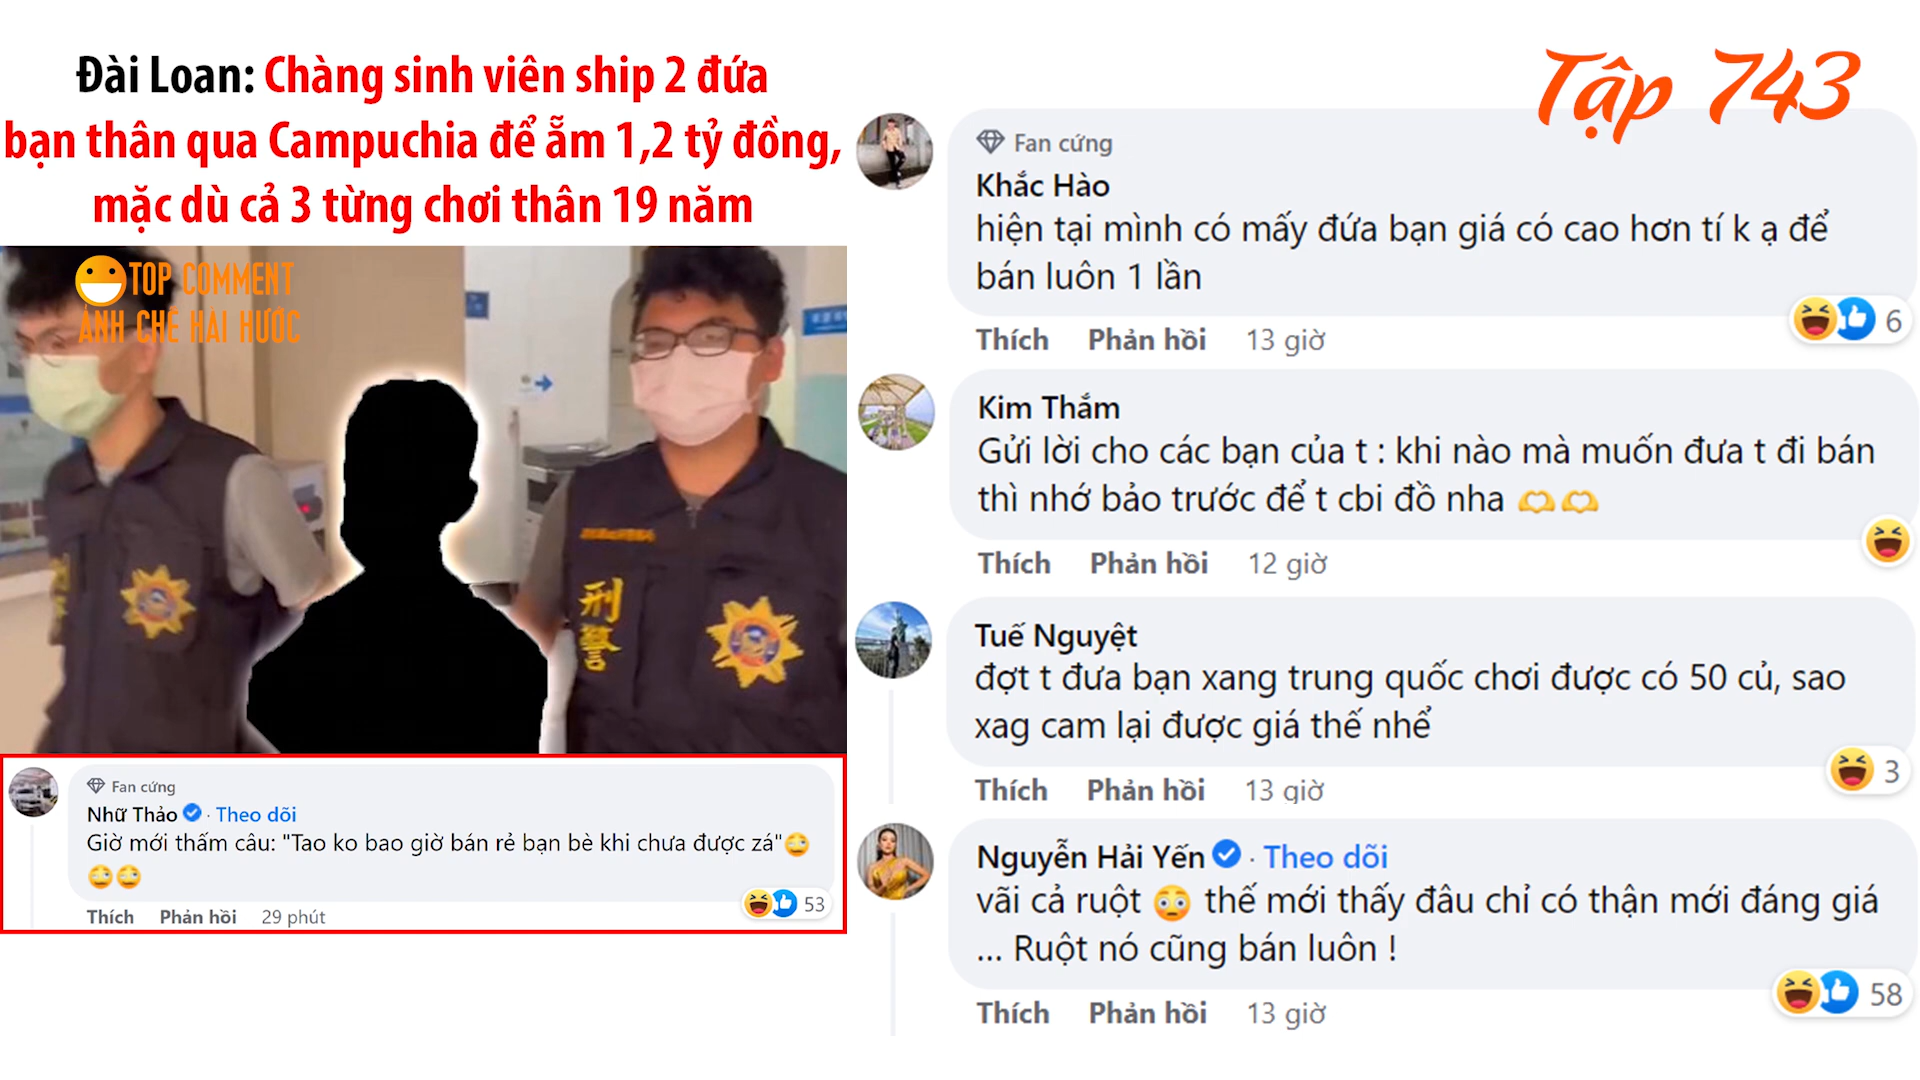 Đài Loan: Chàng sinh viên ship 2 đứa
bạn thân qua Campuchia để ẵm 1,2 tỷ đồng,
mặc dù cả 3 từng chơi thân 19 năm
TOP COMMENT
ẢNH CHẾ HÀI HƯỚC
刑警
Fan cứng
Nhữ Thảo · Theo dõi
Giờ mới thấm câu: "Tao ko bao giờ bán rẻ bạn bè khi chưa được zá"
Thích Phản hồi 29 phút
53
Tập 743
Fan cứng
Khắc Hào
hiện tại mình có mấy đứa bạn giá có cao hơn tí k ạ để
bán luôn 1 lần
Thích Phản hồi 13 giờ
6
Kim Thắm
Gửi lời cho các bạn của t : khi nào mà muốn đưa t đi bán
thì nhớ bảo trước để t cbi đồ nha 🫶🫶
Thích Phản hồi 12 giờ
Tuế Nguyệt
đợt t đưa bạn xang trung quốc chơi được có 50 củ, sao
xag cam lại được giá thế nhể
Thích Phản hồi 13 giờ
3
Nguyễn Hải Yến · Theo dõi
vãi cả ruột 😳 thế mới thấy đâu chỉ có thận mới đáng giá
... Ruột nó cũng bán luôn !
Thích Phản hồi 13 giờ
58